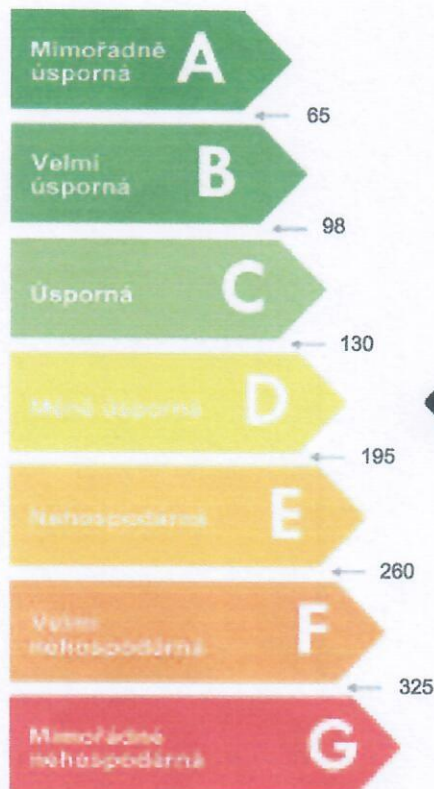 Mimořádně
úsporná
A
65
Velmi
úsporná
B
98
Úsporná
C
130
Méně úsporná
D
195
Nehospodárná
E
260
Velmi
nehospodárná
F
325
Mimořádně
nehospodárná
G